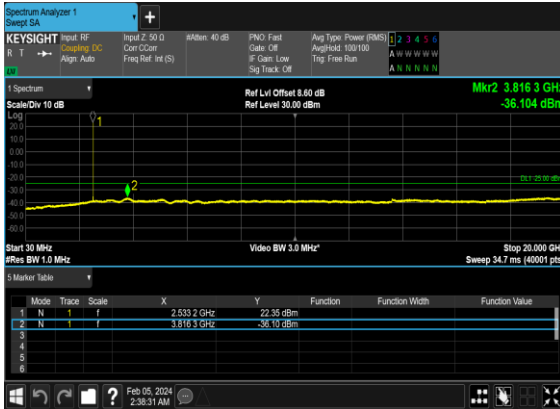 Spectrum Analyzer 1
Swept SA
+
KEYSIGHT Input: RF Input Z: 50 Ω #Atten: 40 dB PNO: Fast Avg Type: Power (RMS) 1 2 3 4 5 6
R T Coupling: DC Corr CCorr Gate: Off Avg|Hold: 100/100 A W W W W W
Align: Auto Freq Ref: Int (S) IF Gain: Low Trig: Free Run
Sig Track: Off A N N N N N
1 Spectrum Ref Lvl Offset 8.60 dB Mkr2 3.816 3 GHz
Scale/Div 10 dB Ref Level 30.00 dBm -36.104 dBm
Log
20.0
10.0
0.00
-10.0
-20.0
-30.0
-40.0
-50.0
-60.0
1
2
DL1 -25.00 dBm
Start 30 MHz Video BW 3.0 MHz* Stop 20.000 GH
#Res BW 1.0 MHz Sweep 34.7 ms (40001 pts
5 Marker Table
Mode Trace Scale X Y Function Function Width Function Value
1 N 1 f 2.533 2 GHz 22.35 dBm
2 N 1 f 3.816 3 GHz -36.10 dBm
3
4
5
6
? Feb 05, 2024
2:38:31 AM